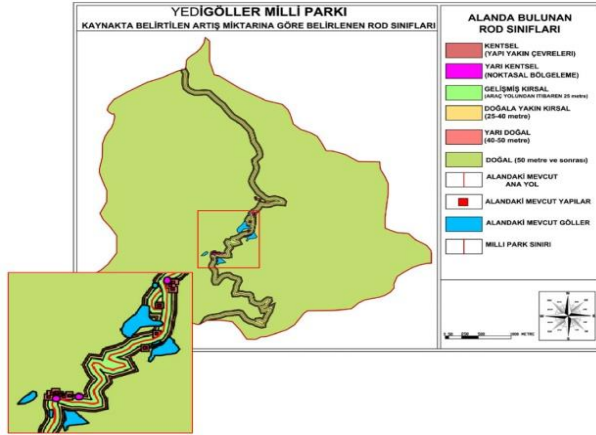 YEDİGÖLLER MİLLİ PARKI
KAYNAKTA BELİRTİLEN ARTIŞ MİKTARINA GÖRE BELİRLENEN ROD SINIFLARI
ALANDA BULUNAN
ROD SINIFLARI
KENTSEL
(YAPI YAKIN ÇEVRELERİ)
YARI KENTSEL
(NOKTASAL BÖLGELEME)
GELİŞMİŞ KIRSAL
(ARAÇ YOLUNDAN İTİBAREN 25 metre)
DOĞALA YAKIN KIRSAL
(25-40 metre)
YARI DOĞAL
(40-50 metre)
DOĞAL (50 metre ve sonrası)
ALANDAKİ MEVCUT
ANA YOL
ALANDAKİ MEVCUT YAPILAR
ALANDAKİ MEVCUT GÖLLER
MİLLİ PARK SINIRI
METRE